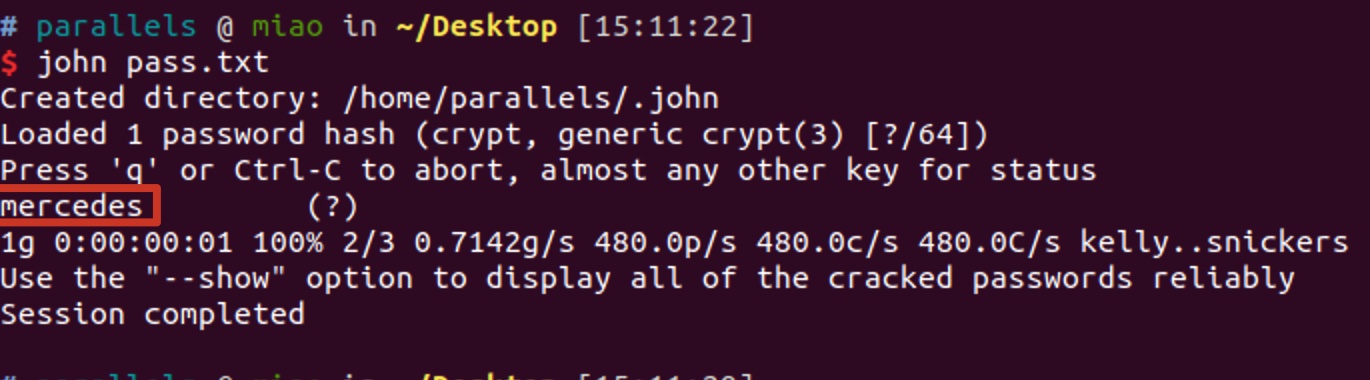 # parallels @ miao in ~/Desktop [15:11:22]
$ john pass.txt
Created directory: /home/parallels/.john
Loaded 1 password hash (crypt, generic crypt(3) [?/64])
Press 'q' or Ctrl-C to abort, almost any other key for status
mercedes         (?)
1g 0:00:00:01 100% 2/3 0.7142g/s 480.0p/s 480.0c/s 480.0C/s kelly..snickers
Use the "--show" option to display all of the cracked passwords reliably
Session completed